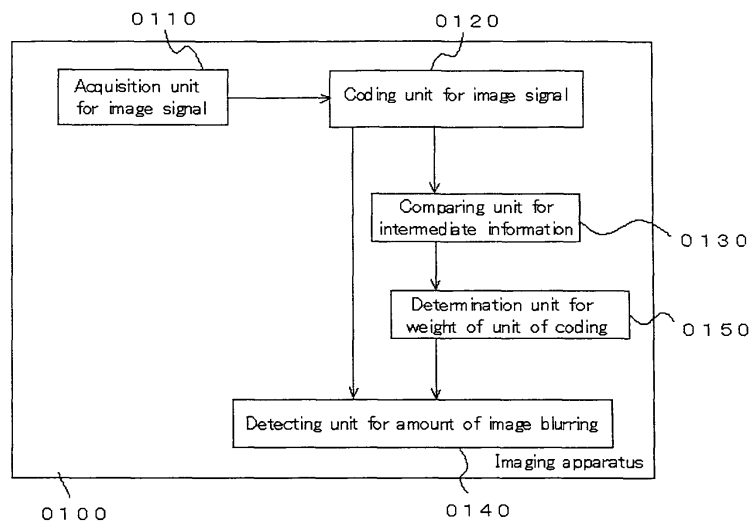 0110
0120
Acquisition unit
for image signal
Coding unit for image signal
Comparing unit for
intermediate information
0130
Determination unit for
weight of unit of coding
0150
Detecting unit for amount of image blurring
Imaging apparatus
0100
0140